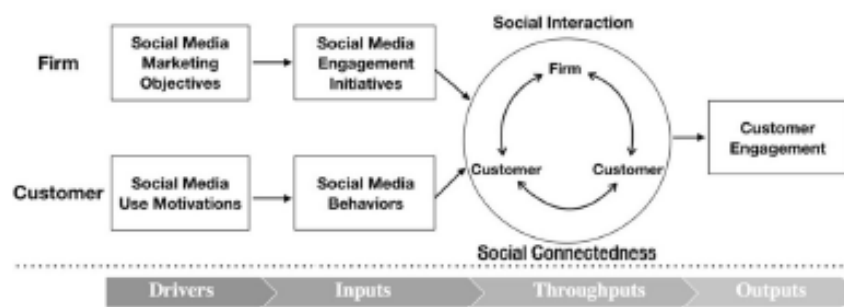 Social Interaction
Firm
Social Media
Marketing
Objectives
Social Media
Engagement
Initiatives
Firm
Customer
Customer
Customer
Engagement
Customer
Social Media
Use Motivations
Social Media
Behaviors
Social Connectedness
Drivers
Inputs
Throughputs
Outputs